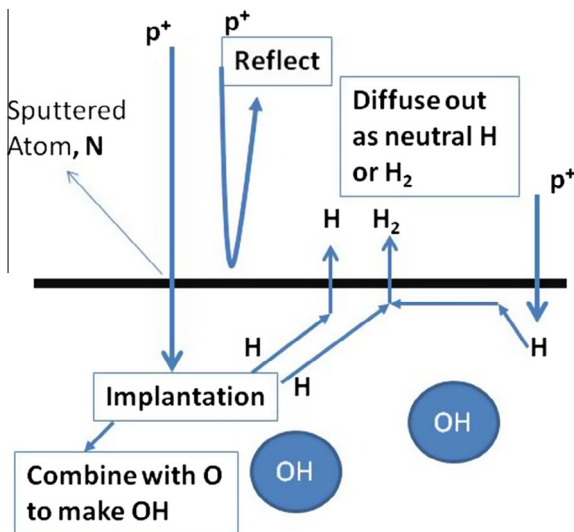 p⁺
p⁺
Reflect
Sputtered
Atom, N
Diffuse out
as neutral H
or H₂
p⁺
H
H₂
H
H
H
Implantation
OH
OH
Combine with O
to make OH